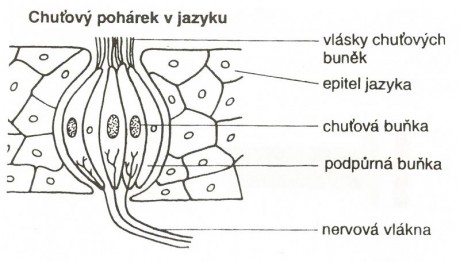 Chuťový pohárek v jazyku
vlásky chuťových
buněk
epitel jazyka
chuťová buňka
podpůrná buňka
nervová vlákna